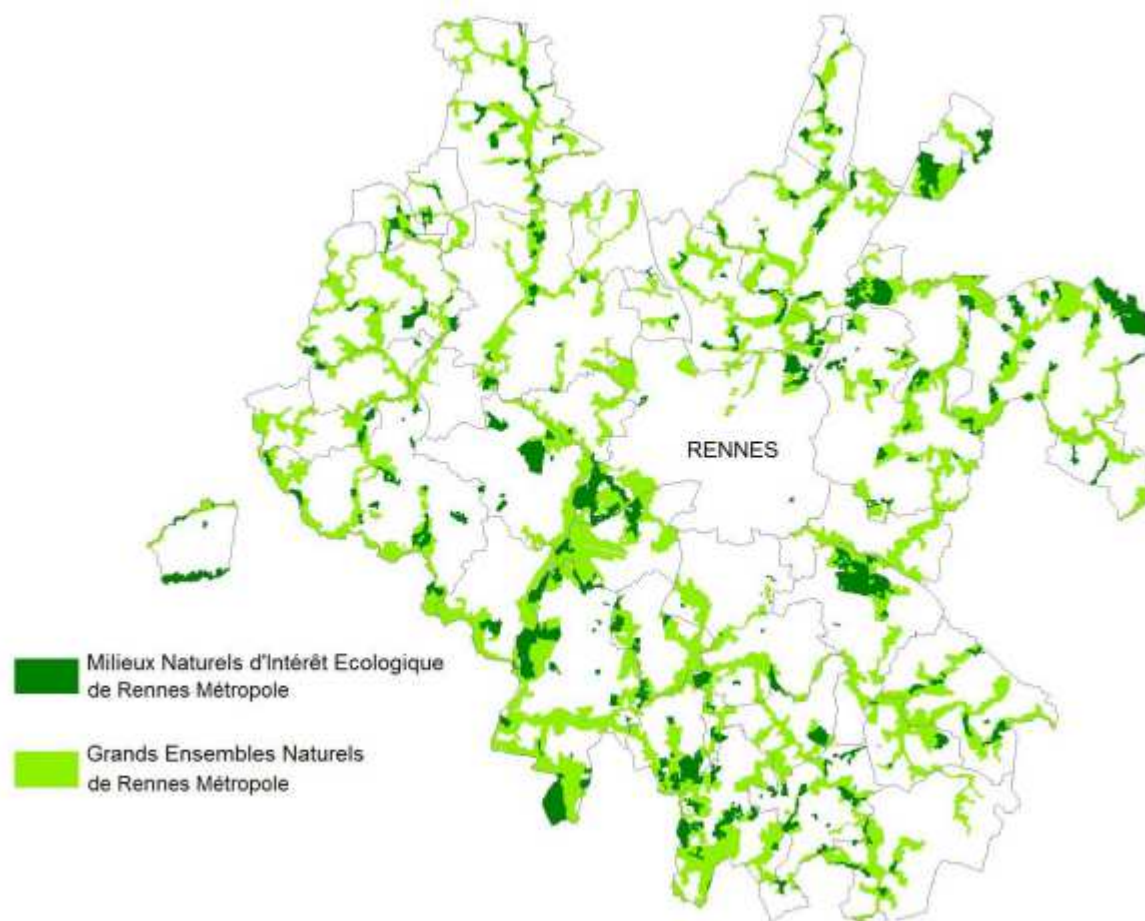 RENNES
Milieux Naturels d'Intérêt Ecologique
de Rennes Métropole
Grands Ensembles Naturels
de Rennes Métropole